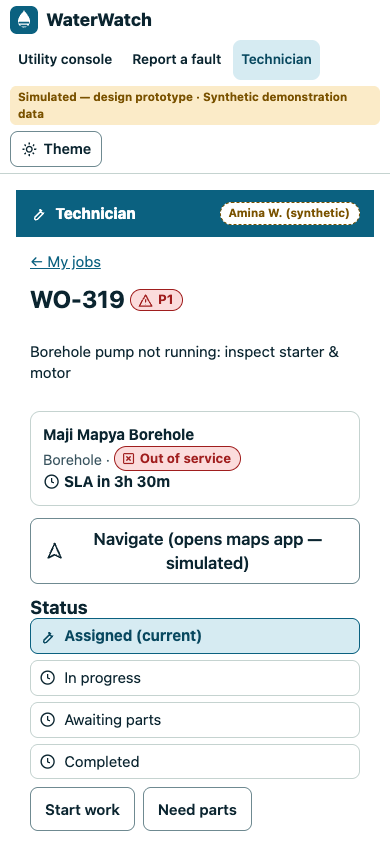 WaterWatch
Utility console Report a fault Technician
Simulated — design prototype · Synthetic demonstration
data
Theme
Technician Amina W. (synthetic)
← My jobs
WO-319 P1
Borehole pump not running: inspect starter &
motor
Maji Mapya Borehole
Borehole · Out of service
SLA in 3h 30m
Navigate (opens maps app —
simulated)
Status
Assigned (current)
In progress
Awaiting parts
Completed
Start work Need parts